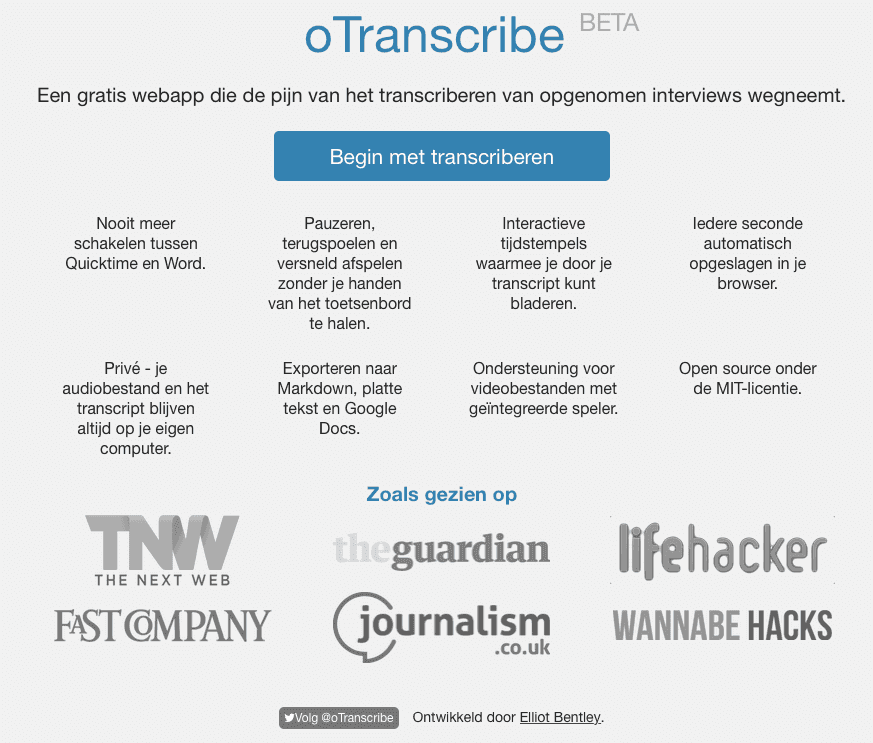 oTranscribe BETA
Een gratis webapp die de pijn van het transcriberen van opgenomen interviews wegneemt.
Begin met transcriberen
Nooit meer
schakelen tussen
Quicktime en Word.
Pauzeren,
terugspoelen en
versneld afspelen
zonder je handen
van het toetsenbord
te halen.
Interactieve
tijdstempels
waarmee je door je
transcript kunt
bladeren.
Iedere seconde
automatisch
opgeslagen in je
browser.
Privé - je
audiobestand en het
transcript blijven
altijd op je eigen
computer.
Exporteren naar
Markdown, platte
tekst en Google
Docs.
Ondersteuning voor
videobestanden met
geïntegreerde speler.
Open source onder
de MIT-licentie.
Zoals gezien op
TNW
THE NEXT WEB
theguardian
lifehacker
FAST COMPANY
journalism
.co.uk
WANNABE HACKS
Volg @oTranscribe
Ontwikkeld door Elliot Bentley.